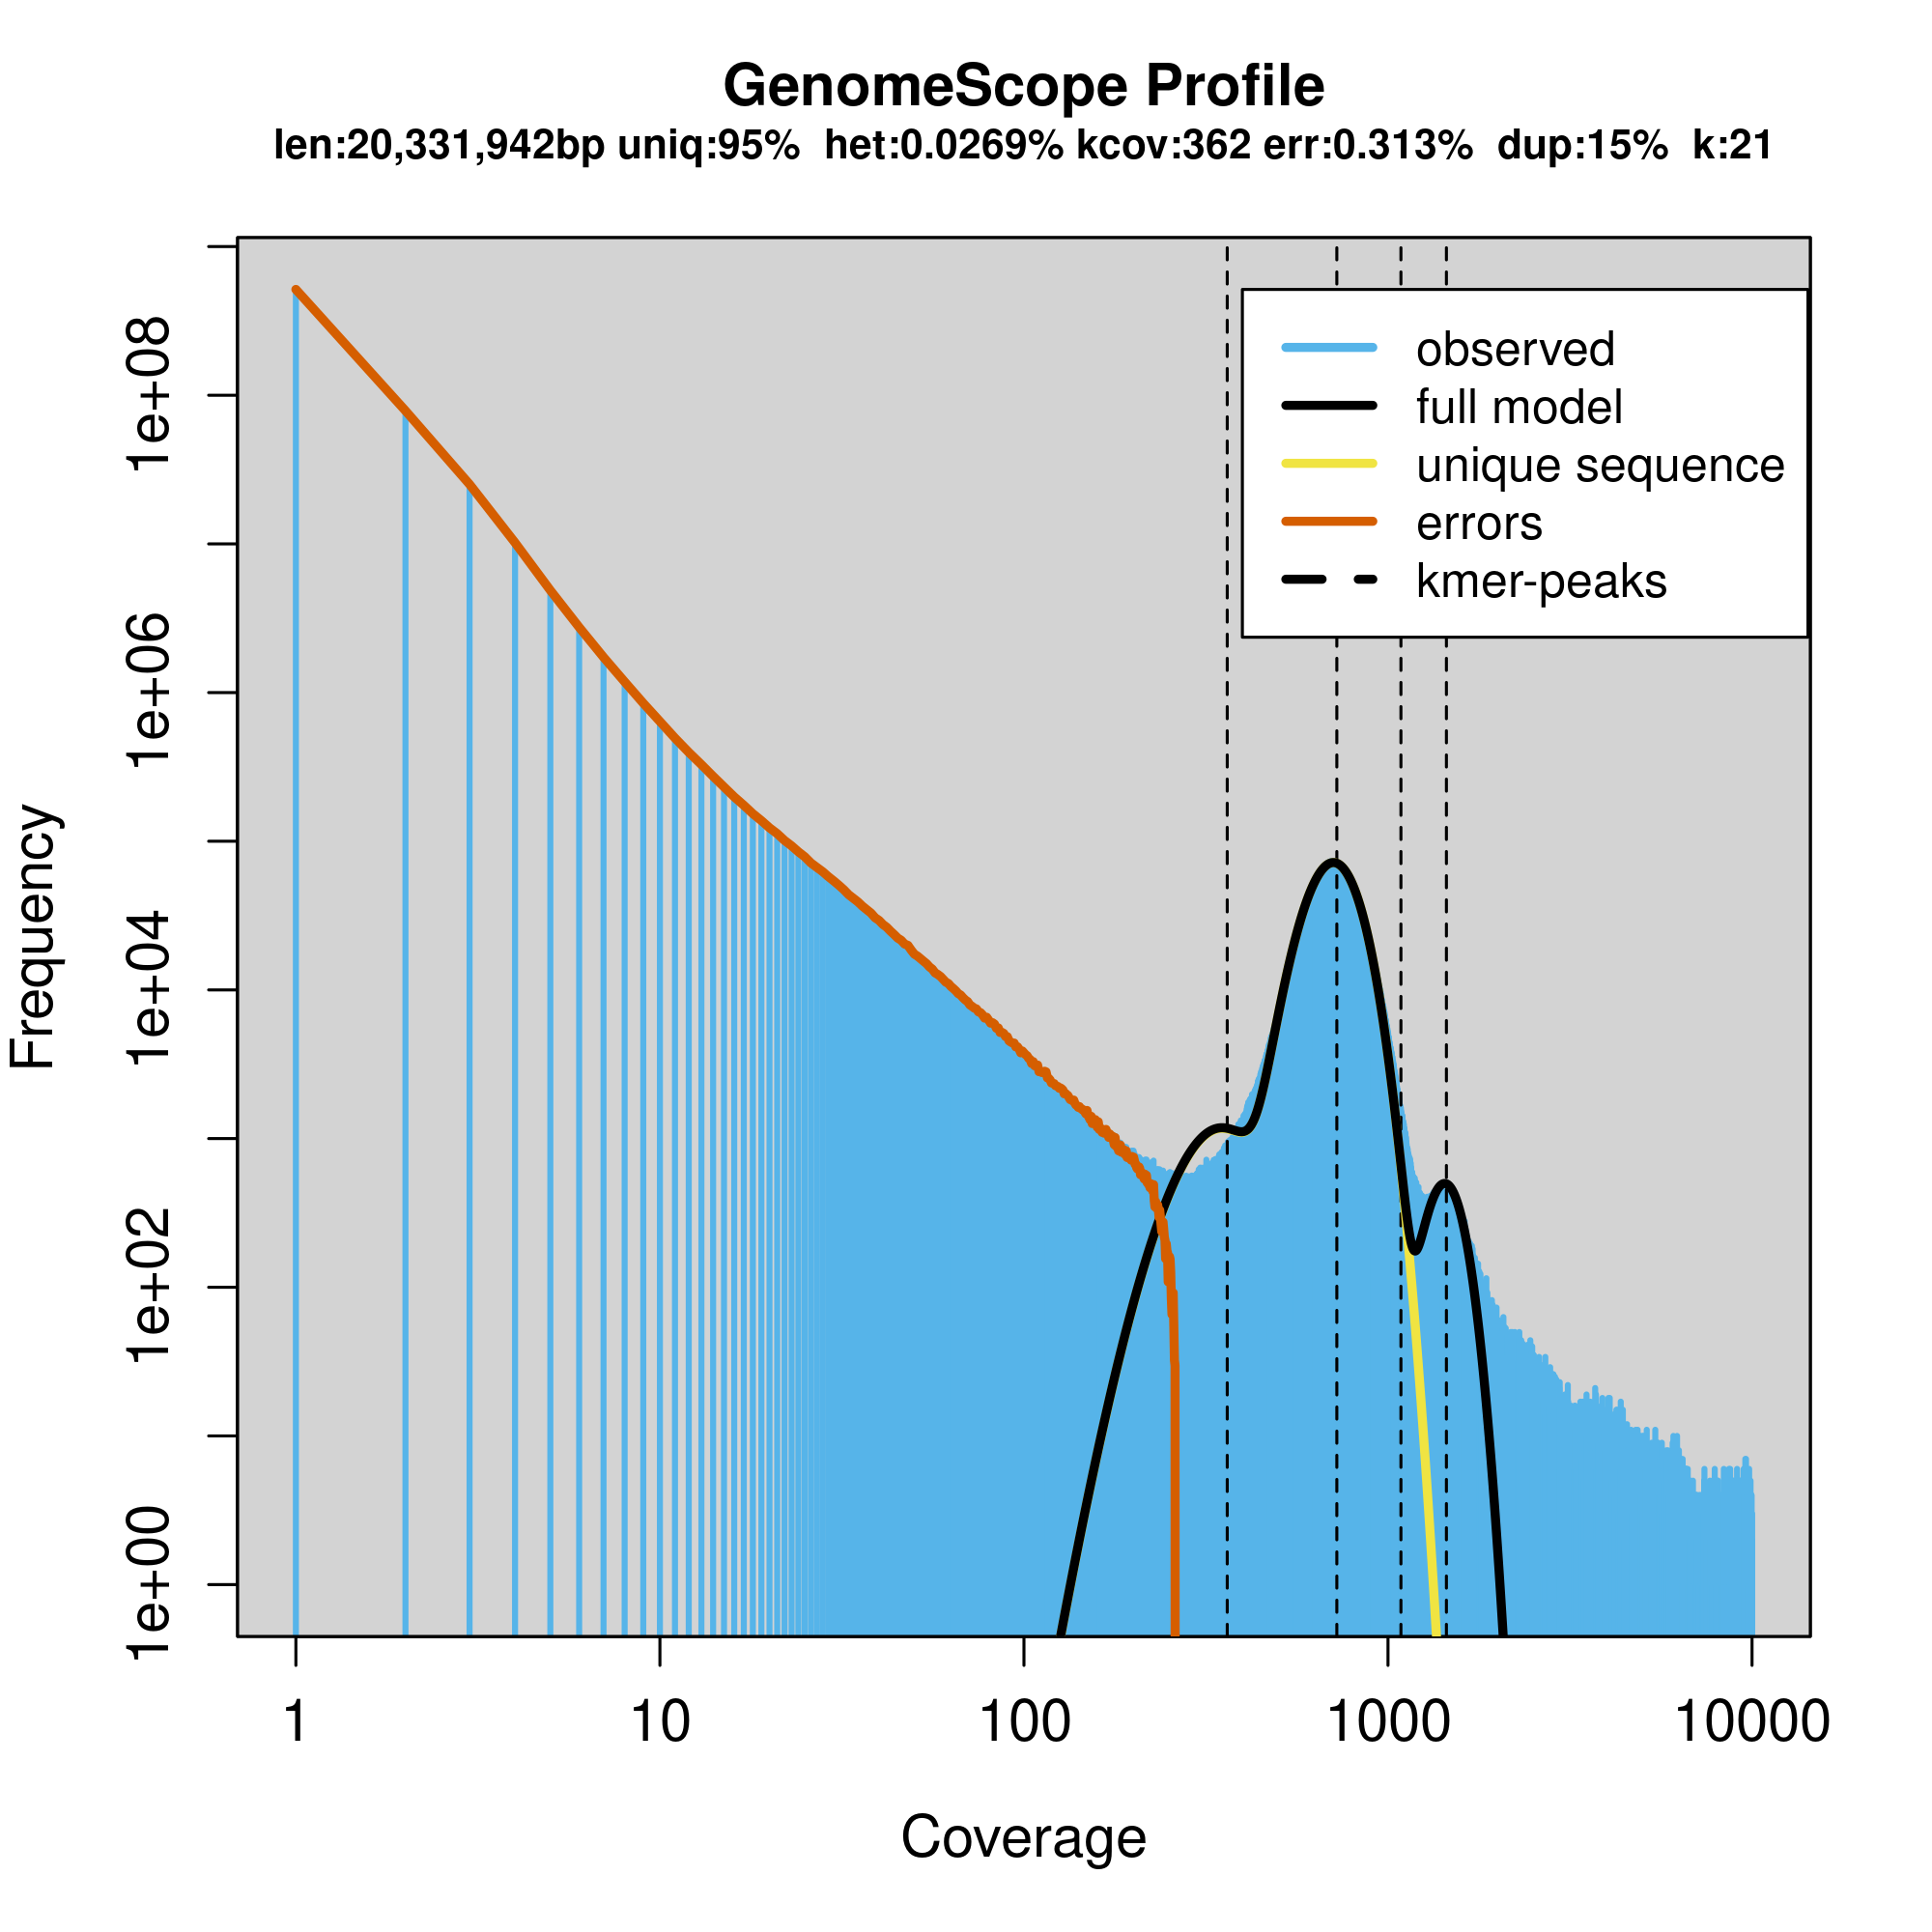 GenomeScope Profile
len:20,331,942bp uniq:95% het:0.0269% kcov:362 err:0.313% dup:15% k:21
observed
full model
unique sequence
errors
kmer-peaks
Frequency
1e+08
1e+06
1e+04
1e+02
1e+00
1 10 100 1000 10000
Coverage